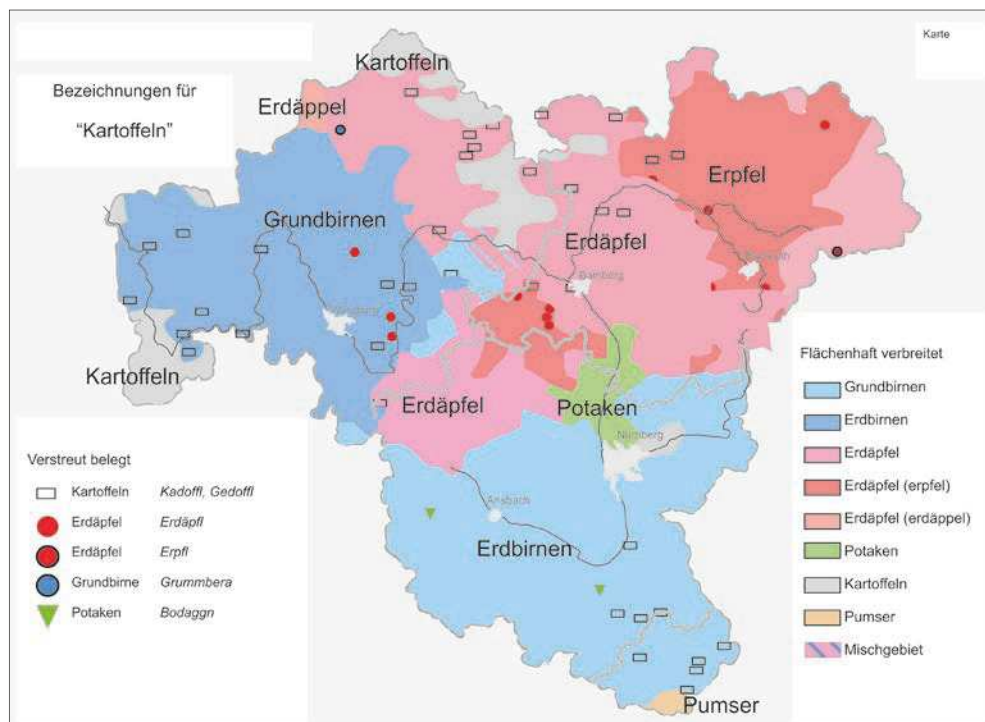 Karte
Bezeichnungen für
“Kartoffeln”
Kartoffeln
Erdäppel
Erpfel
Grundbirnen
Erdäpfel
Bamberg
Kartoffeln
Erdäpfel
Potaken
Nürnberg
Ansbach
Erdbirnen
Pumser
Verstreut belegt
Kartoffeln Kadoffl, Gedoffl
Erdäpfel Erdäpfl
Erdäpfel Erpfl
Grundbirne Grummbera
Potaken Bodaggn
Flächenhaft verbreitet
Grundbirnen
Erdbirnen
Erdäpfel
Erdäpfel (erpfel)
Erdäpfel (erdäppel)
Potaken
Kartoffeln
Pumser
Mischgebiet